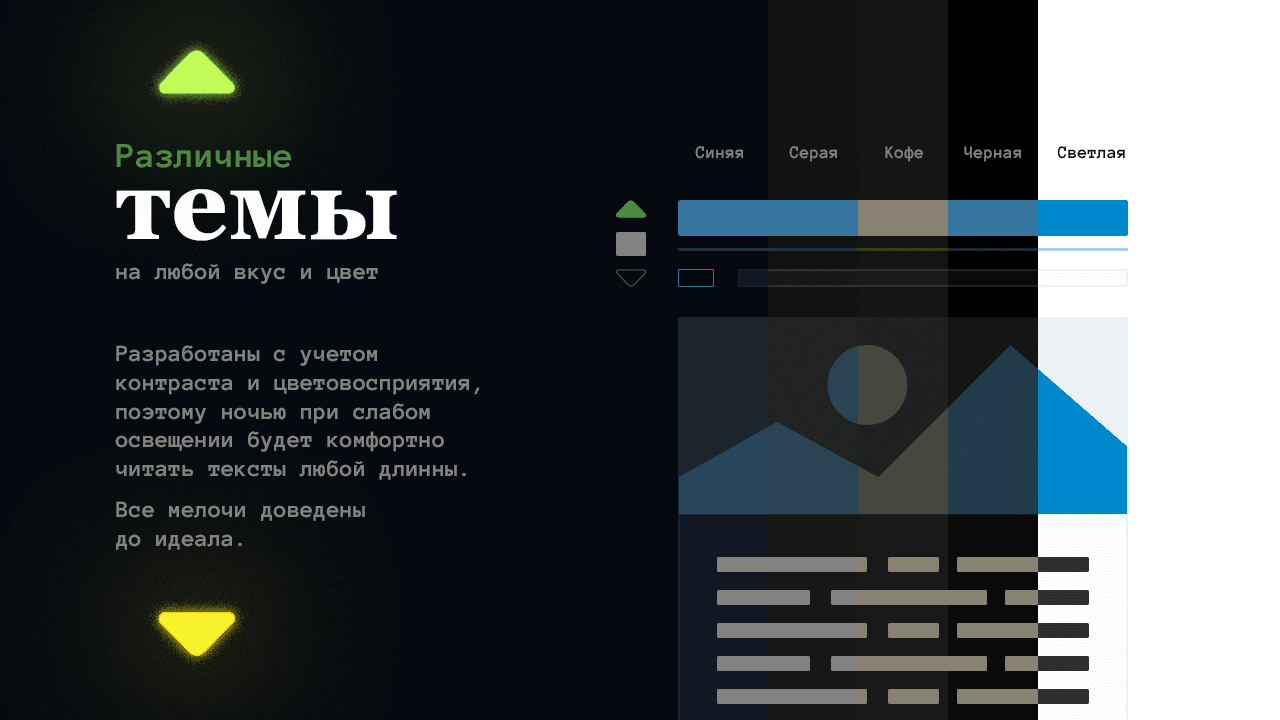 Различные
темы
на любой вкус и цвет
Разработаны с учетом
контраста и цветовосприятия,
поэтому ночью при слабом
освещении будет комфортно
читать тексты любой длинны.
Все мелочи доведены
до идеала.
Синяя Серая Кофе Черная Светлая